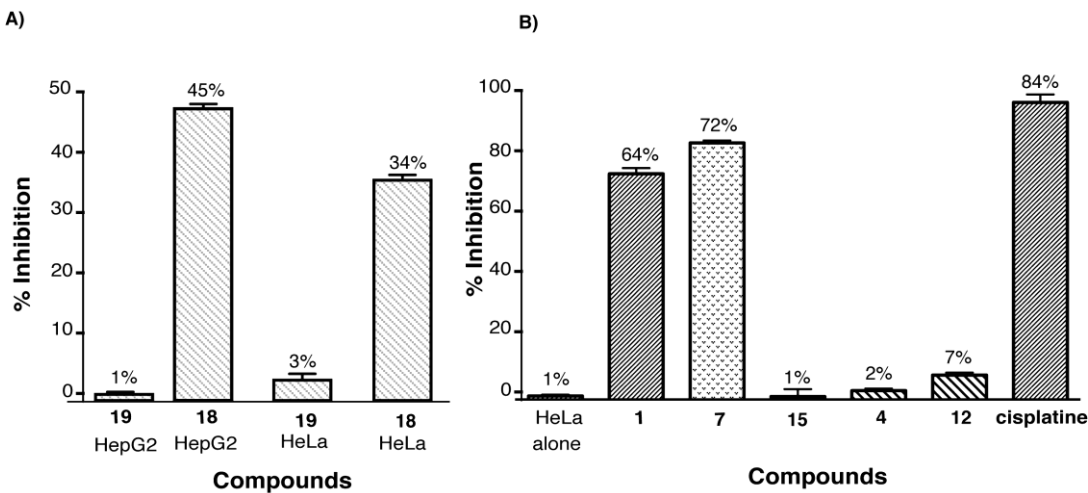 A)
50
40
30
20
10
0
% Inhibition
1%
45%
3%
34%
19
HepG2
18
HepG2
19
HeLa
18
HeLa
Compounds
B)
100
80
60
40
20
0
% Inhibition
1%
64%
72%
1%
2%
7%
84%
HeLa
alone
1
7
15
4
12
cisplatine
Compounds